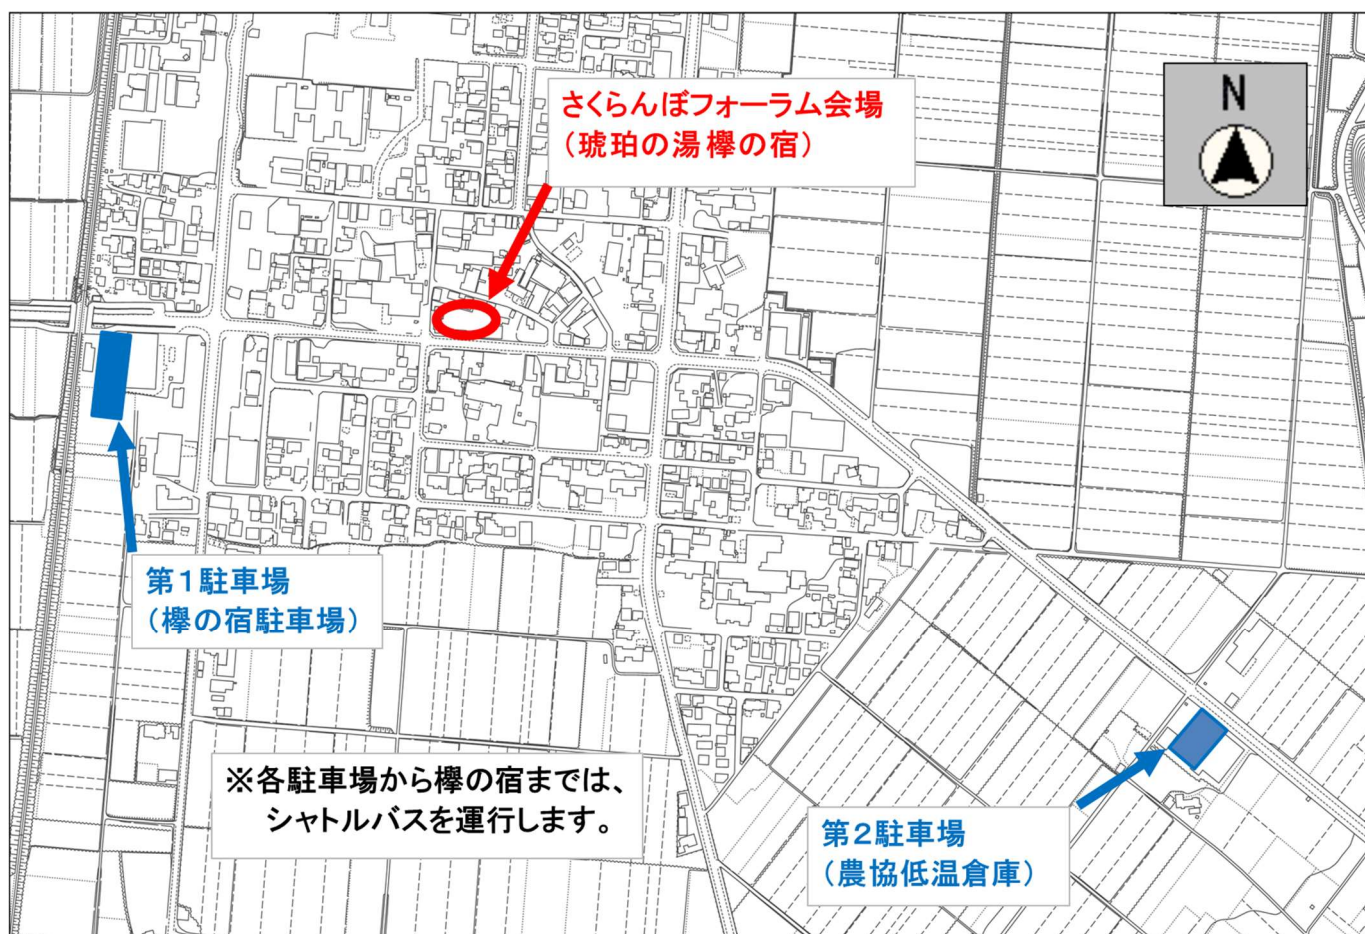 さくらんぼフォーラム会場
（琥珀の湯欅の宿）
N
第１駐車場
（欅の宿駐車場）
※各駐車場から欅の宿までは、
シャトルバスを運行します。
第２駐車場
（農協低温倉庫）